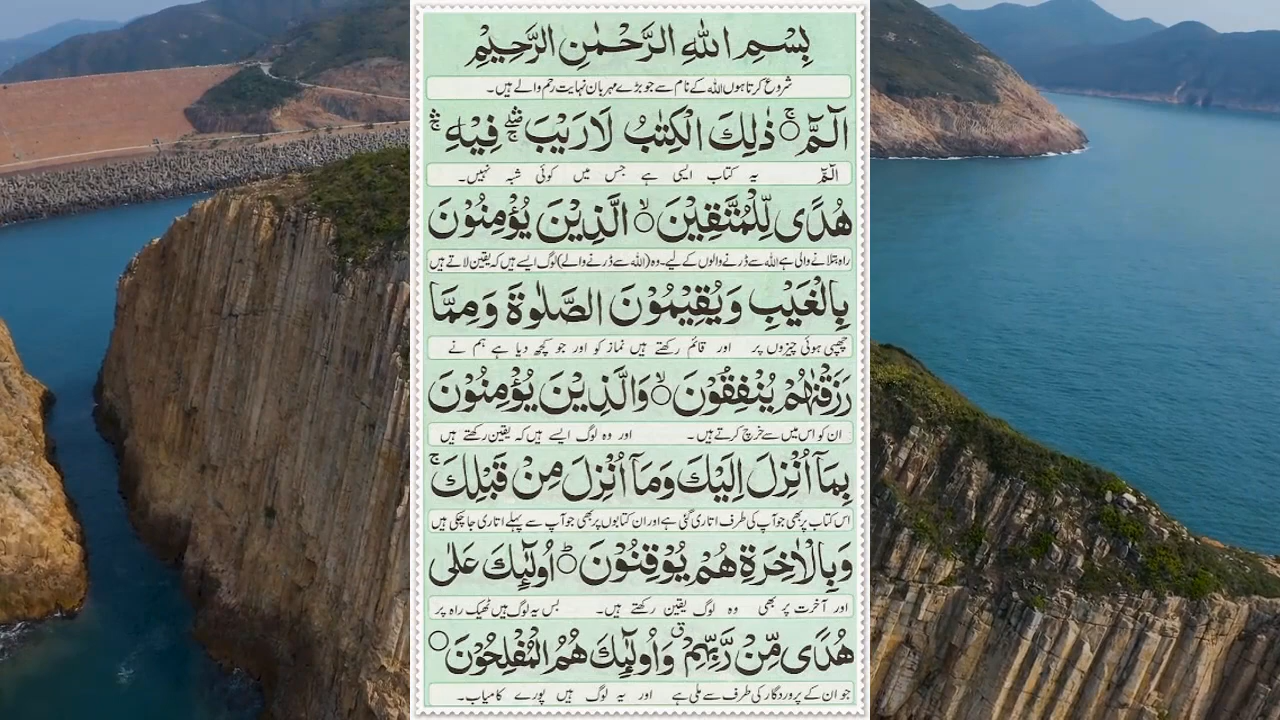 بِسْمِ اللهِ الرَّحْمٰنِ الرَّحِيْمِ
شروع کرتا ہوں اللہ کے نام سے جو بڑے مہربان نہایت رحم والے ہیں۔
الٓمّٓ ۚ ذٰلِكَ الْكِتٰبُ لَا رَيْبَ ۛۖ فِيْهِ ۛۚ
الٓمّٓ یہ کتاب ایسی ہے جس میں کوئی شبہ نہیں۔
هُدًى لِّلْمُتَّقِيْنَ ۙ الَّذِيْنَ يُؤْمِنُوْنَ
راہ بتلانے والی ہے اللہ سے ڈرنے والوں کے لیے۔ وہ (اللہ سے ڈرنے والے) لوگ ایسے ہیں کہ یقین لاتے ہیں
بِالْغَيْبِ وَيُقِيْمُوْنَ الصَّلٰوةَ وَمِمَّا
چھپی ہوئی چیزوں پر اور قائم رکھتے ہیں نماز کو اور جو کچھ دیا ہے ہم نے
رَزَقْنٰهُمْ يُنْفِقُوْنَ ۙ وَالَّذِيْنَ يُؤْمِنُوْنَ
ان کو اس میں سے خرچ کرتے ہیں۔ اور وہ لوگ ایسے ہیں کہ یقین رکھتے ہیں
بِمَآ اُنْزِلَ اِلَيْكَ وَمَآ اُنْزِلَ مِنْ قَبْلِكَ ۚ
اس کتاب پر بھی جو آپ کی طرف اتاری گئی ہے اور ان کتابوں پر بھی جو آپ سے پہلے اتاری جا چکی ہیں
وَبِالْاٰخِرَةِ هُمْ يُوْقِنُوْنَ ؕ اُولٰٓئِكَ عَلٰى
اور آخرت پر بھی وہ لوگ یقین رکھتے ہیں۔ بس یہ لوگ ہیں ٹھیک راہ پر
هُدًى مِّنْ رَّبِّهِمْ ۗ وَاُولٰٓئِكَ هُمُ الْمُفْلِحُوْنَ ۝
جو ان کے پروردگار کی طرف سے ملی ہے اور یہ لوگ ہیں پورے کامیاب۔